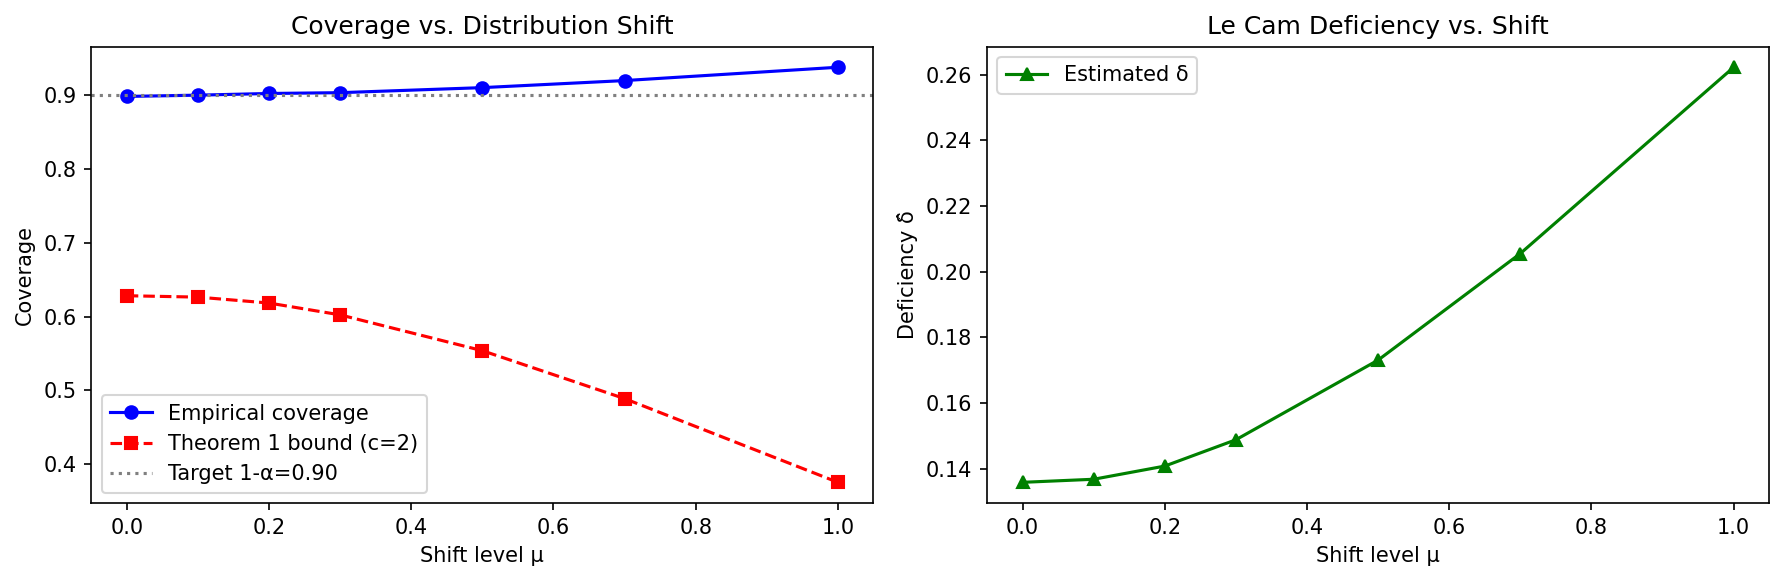 Coverage vs. Distribution Shift
Coverage
0.9
0.8
0.7
0.6
0.5
0.4
Empirical coverage
Theorem 1 bound (c=2)
Target 1-α=0.90
0.0 0.2 0.4 0.6 0.8 1.0
Shift level μ
Le Cam Deficiency vs. Shift
Deficiency δ̂
0.26
0.24
0.22
0.20
0.18
0.16
0.14
Estimated δ
0.0 0.2 0.4 0.6 0.8 1.0
Shift level μ